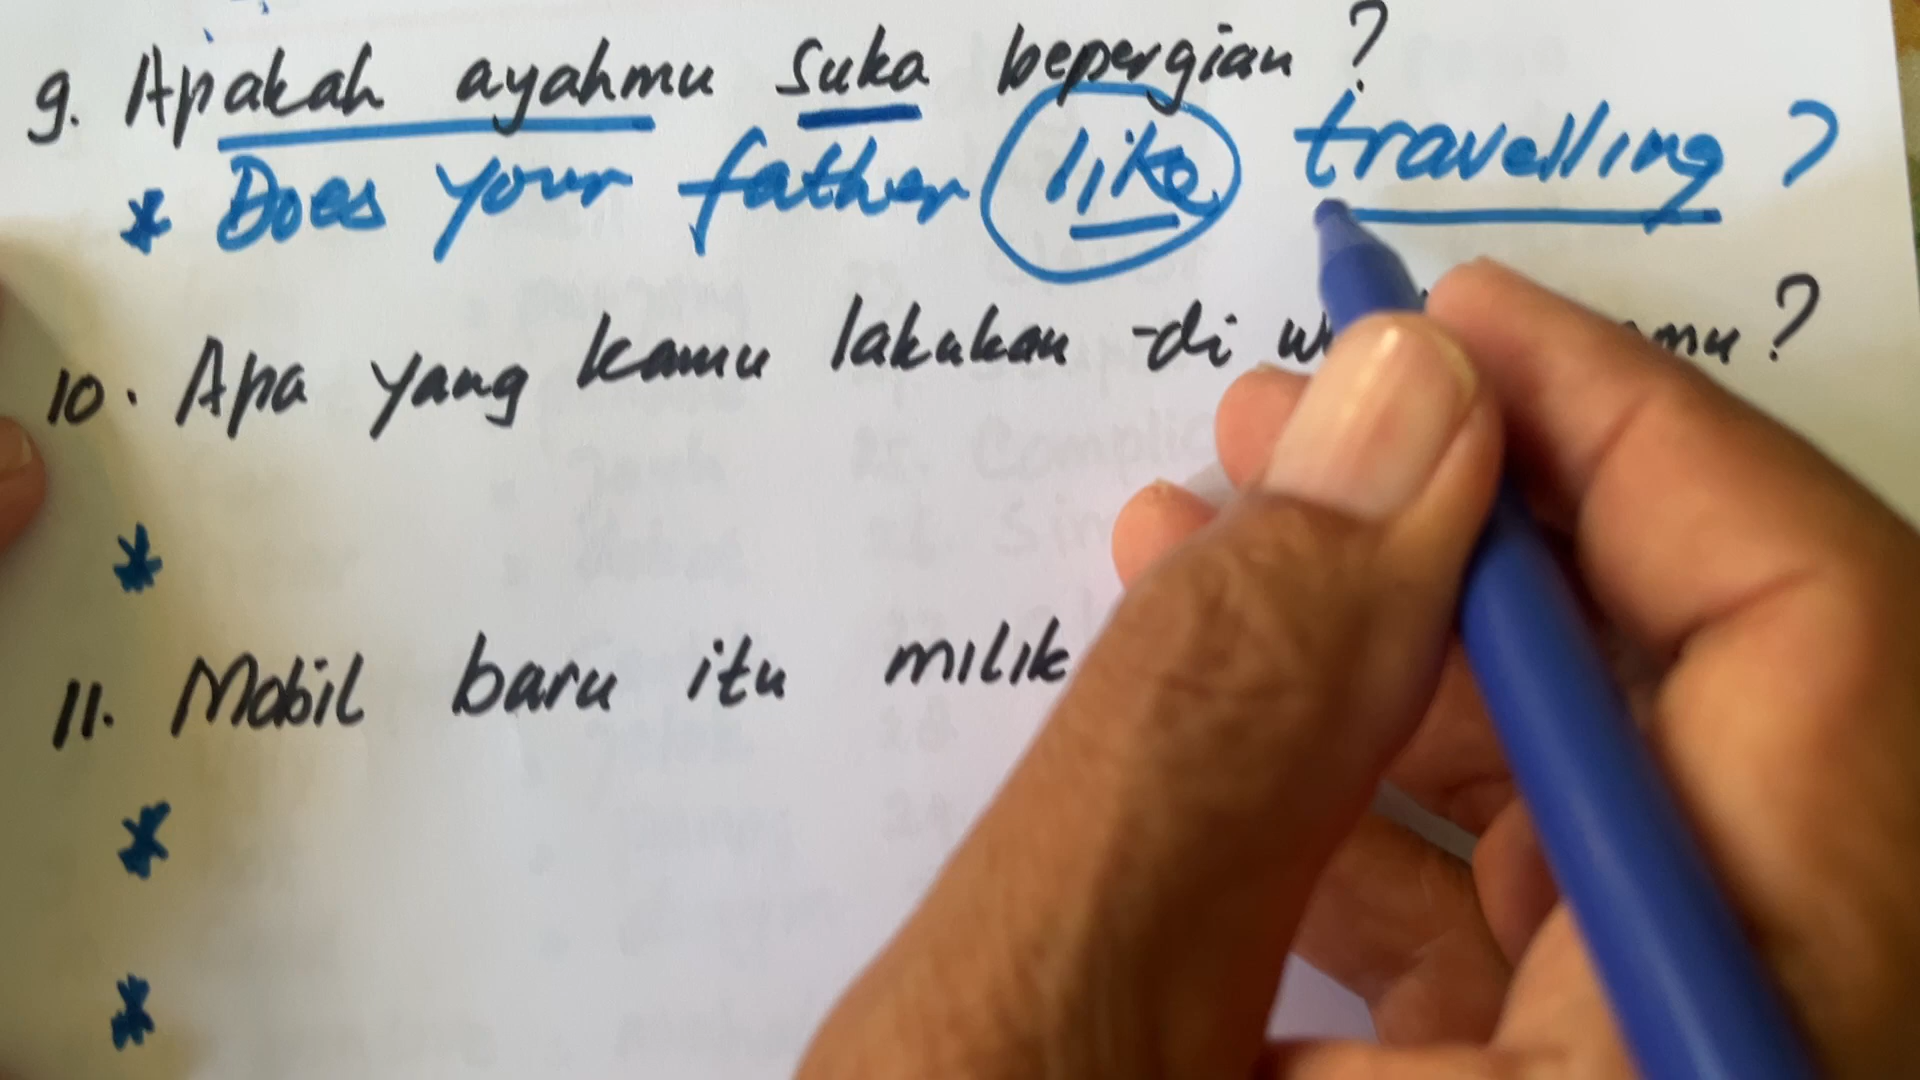 9. Apakah ayahmu suka bepergian?
* Does your father like travelling?
10. Apa yang kamu lakukan di mu?
*
11. Mobil baru itu milik
*
*